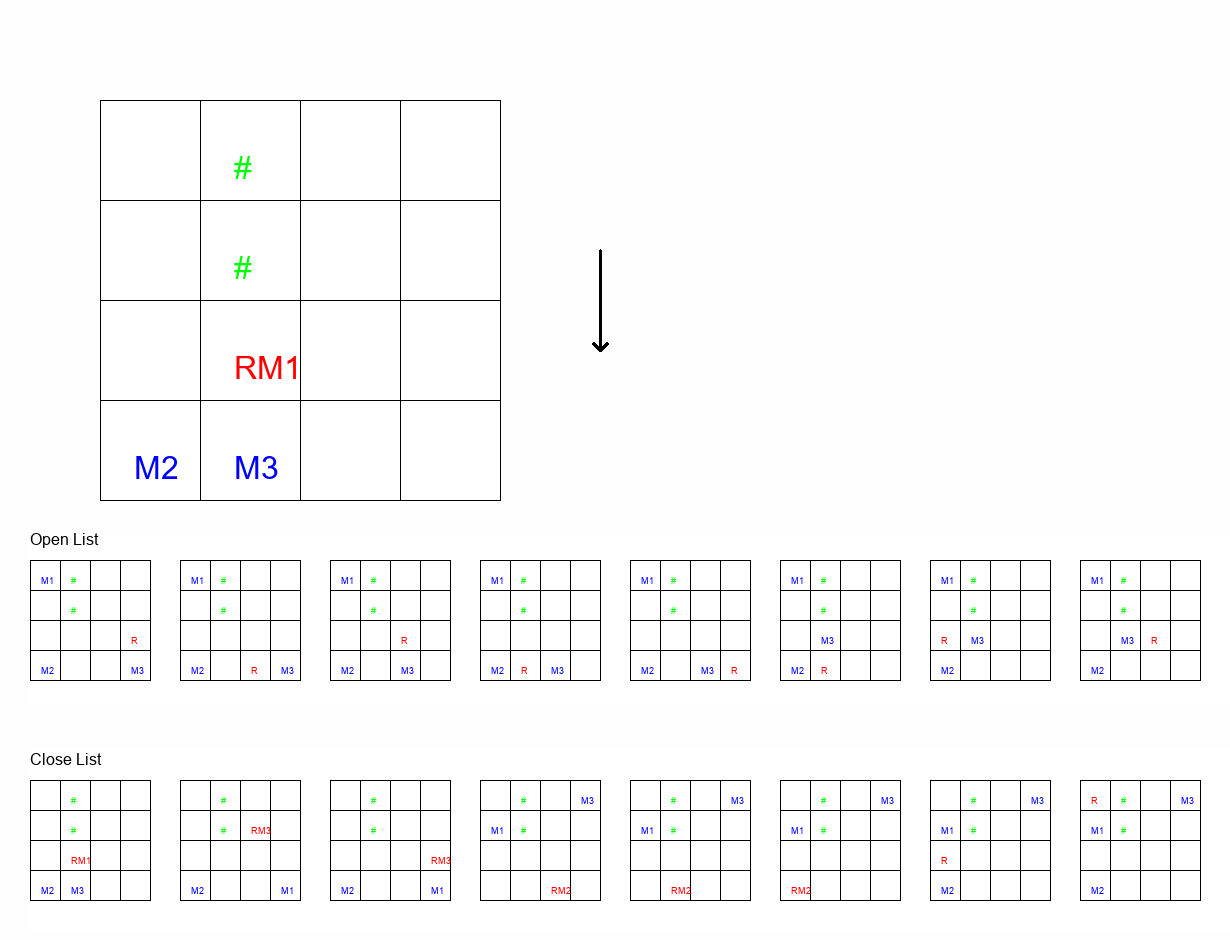 #
#
RM1
M2 M3
Open List
M1 # M1 # M1 # M1 # M1 # M1 # M1 # M1 #
# # # # # # # #
R R M3 R M3 M3 R
M2 M3 M2 R M3 M2 M3 M2 R M3 M2 M3 R M2 R M2 M2
Close List
# # # # M3 # M3 # M3 # M3 R # M3
# # RM3 # M1 # M1 # M1 # M1 # M1 #
RM1 RM3 R
M2 M3 M2 M1 M2 M1 RM2 RM2 RM2 M2 M2